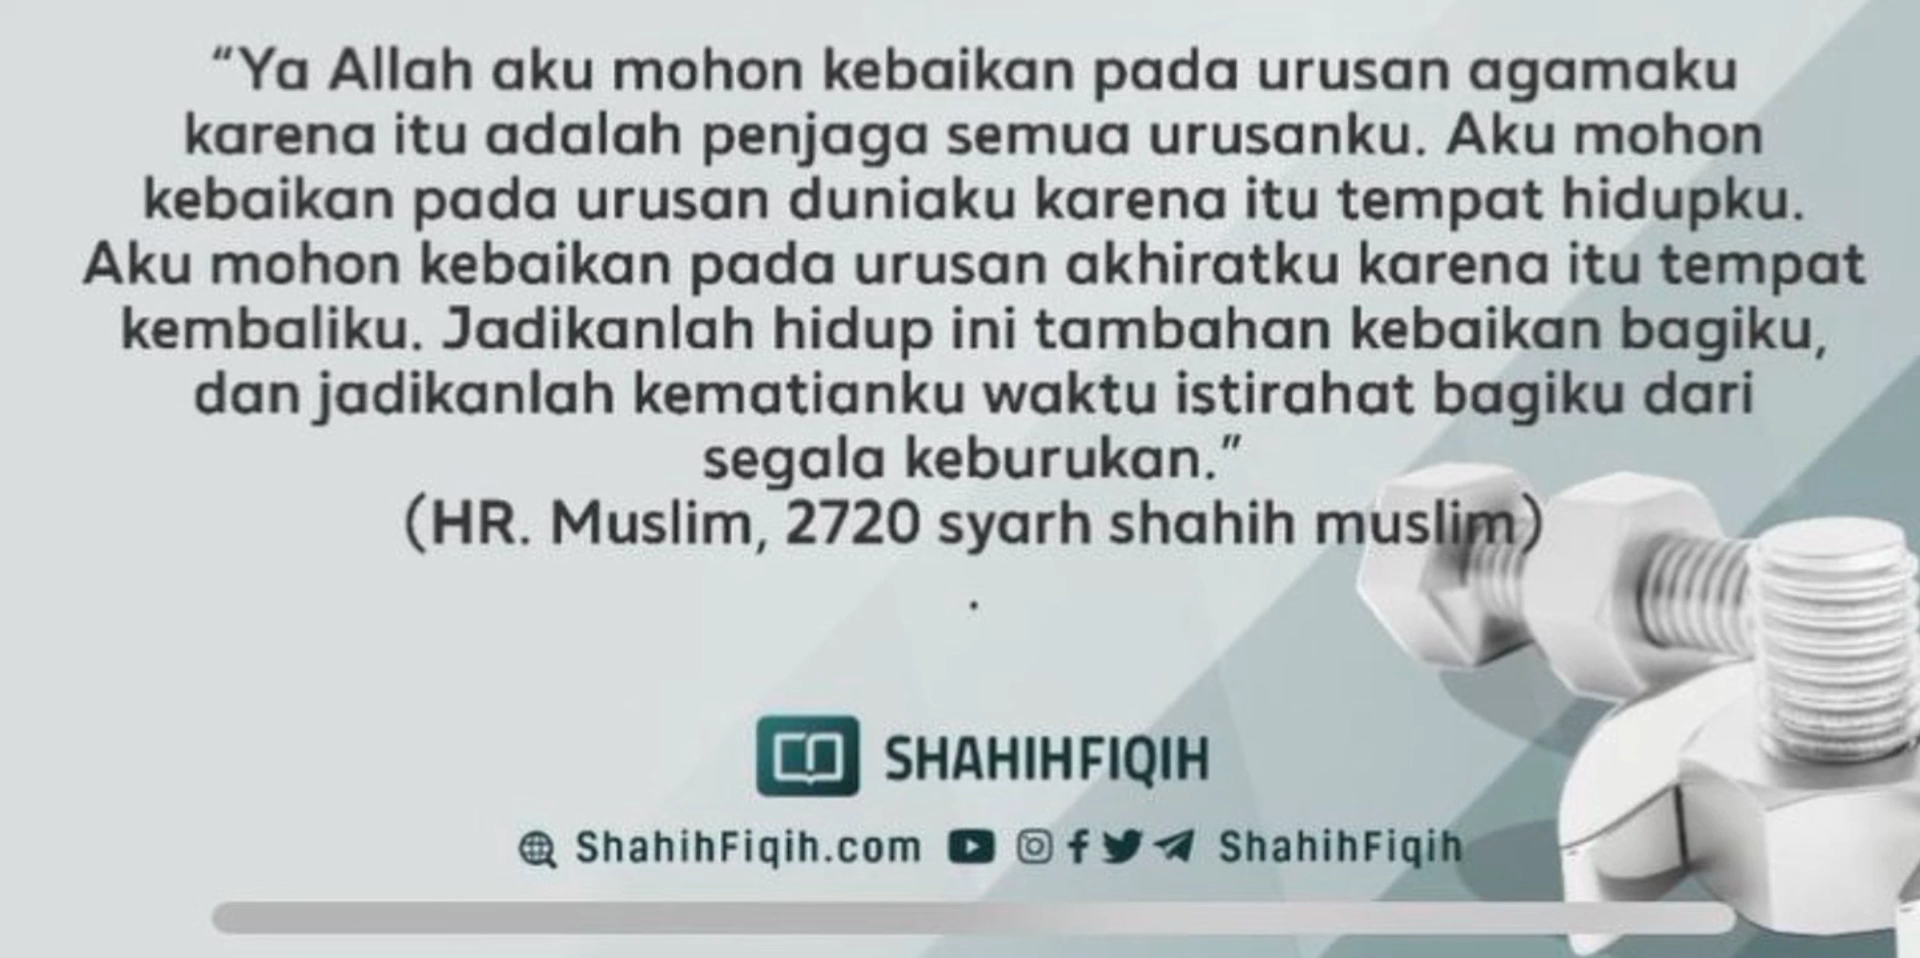 “Ya Allah aku mohon kebaikan pada urusan agamaku
karena itu adalah penjaga semua urusanku. Aku mohon
kebaikan pada urusan duniaku karena itu tempat hidupku.
Aku mohon kebaikan pada urusan akhiratku karena itu tempat
kembaliku. Jadikanlah hidup ini tambahan kebaikan bagiku,
dan jadikanlah kematianku waktu istirahat bagiku dari
segala keburukan.”
(HR. Muslim, 2720 syarh shahih muslim)
.
SHAHIHFIQIH
ShahihFiqih.com ShahihFiqih